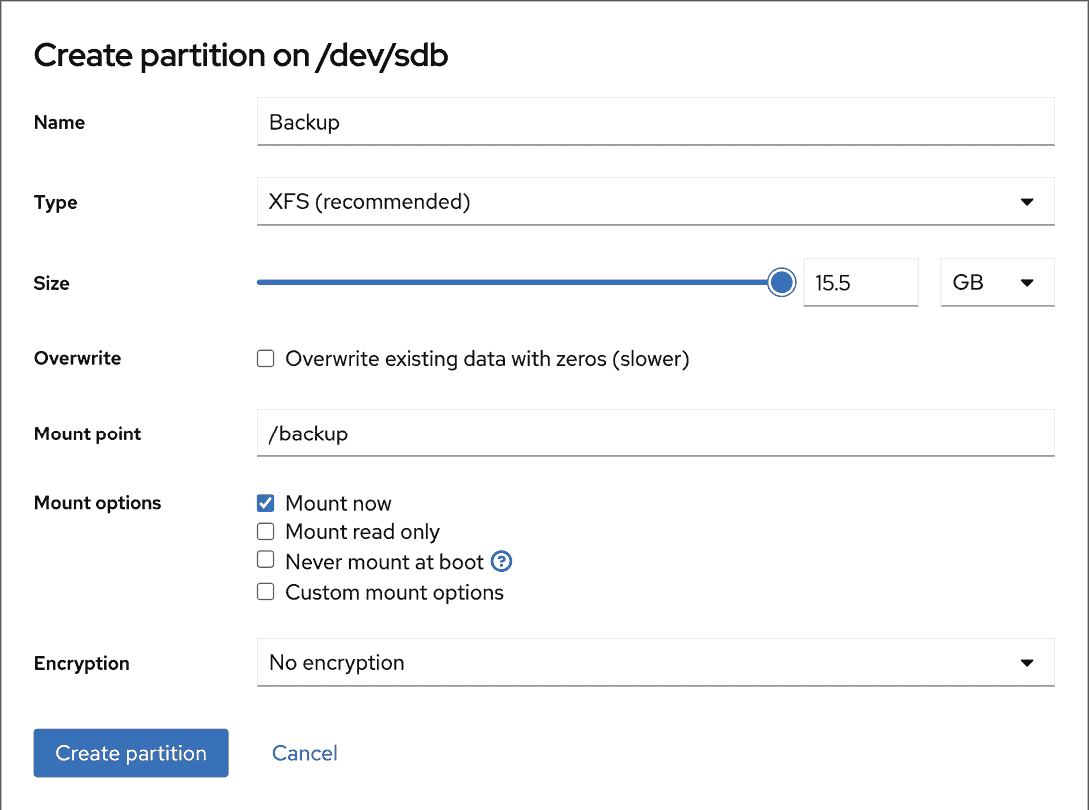 Create partition on /dev/sdb
Name Backup
Type XFS (recommended)
Size 15.5 GB
Overwrite Overwrite existing data with zeros (slower)
Mount point /backup
Mount options Mount now
Mount read only
Never mount at boot ?
Custom mount options
Encryption No encryption
Create partition Cancel